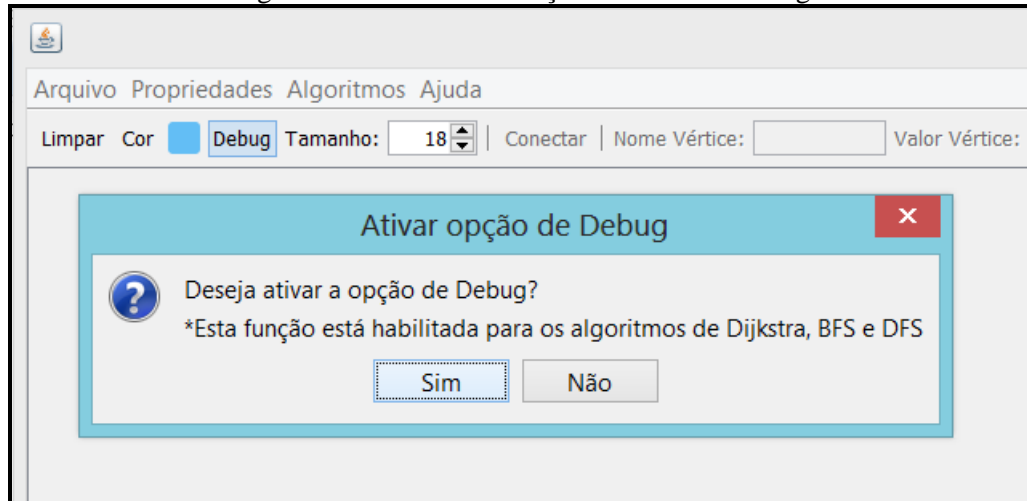 Arquivo Propriedades Algoritmos Ajuda
Limpar Cor Debug Tamanho: 18 Conectar Nome Vértice: Valor Vértice:
Ativar opção de Debug
Deseja ativar a opção de Debug?
*Esta função está habilitada para os algoritmos de Dijkstra, BFS e DFS
Sim Não